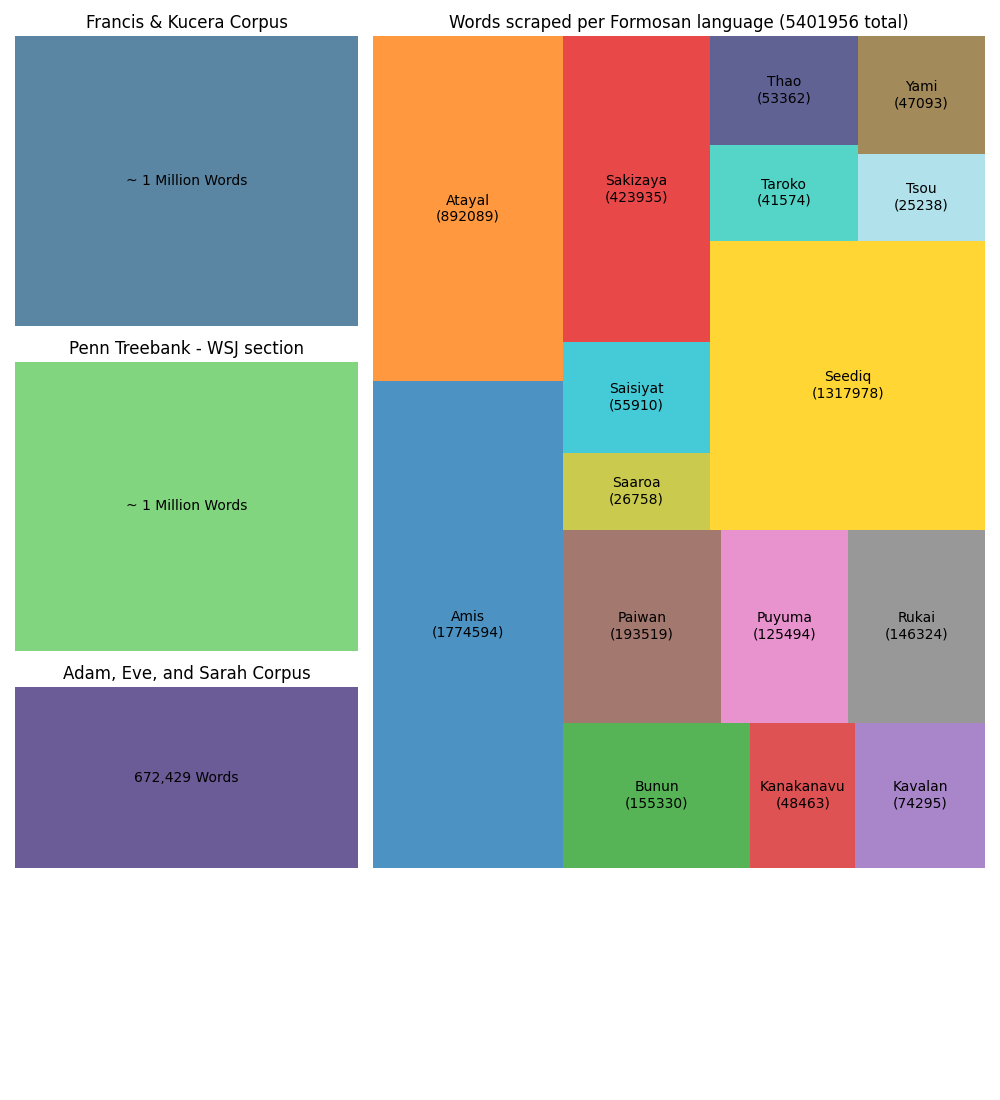 Francis & Kucera Corpus
~ 1 Million Words
Penn Treebank - WSJ section
~ 1 Million Words
Adam, Eve, and Sarah Corpus
672,429 Words
Words scraped per Formosan language (5401956 total)
Atayal
(892089)
Amis
(1774594)
Sakizaya
(423935)
Saisiyat
(55910)
Saaroa
(26758)
Thao
(53362)
Yami
(47093)
Taroko
(41574)
Tsou
(25238)
Seediq
(1317978)
Paiwan
(193519)
Puyuma
(125494)
Rukai
(146324)
Bunun
(155330)
Kanakanavu
(48463)
Kavalan
(74295)